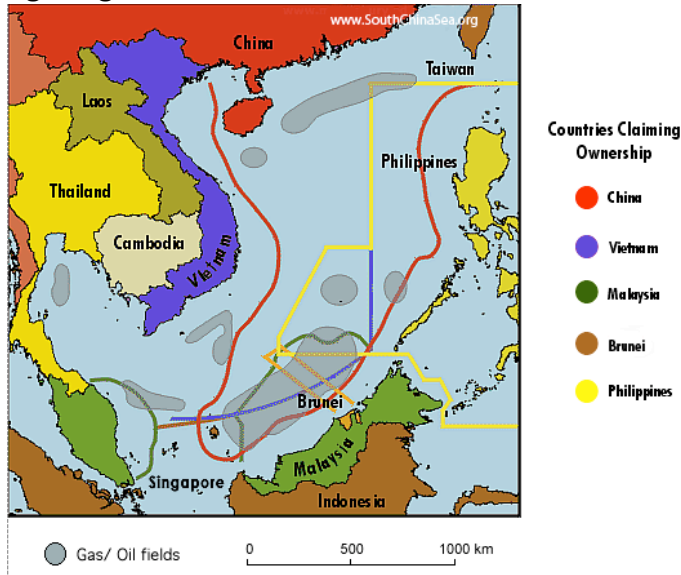 www.SouthChinaSea.org
China
Taiwan
Laos
Philippines
Thailand
Cambodia
Vietnam
Brunei
Malaysia
Singapore
Indonesia
Countries Claiming
Ownership
China
Vietnam
Malaysia
Brunei
Philippines
Gas/ Oil fields
0 500 1000 km